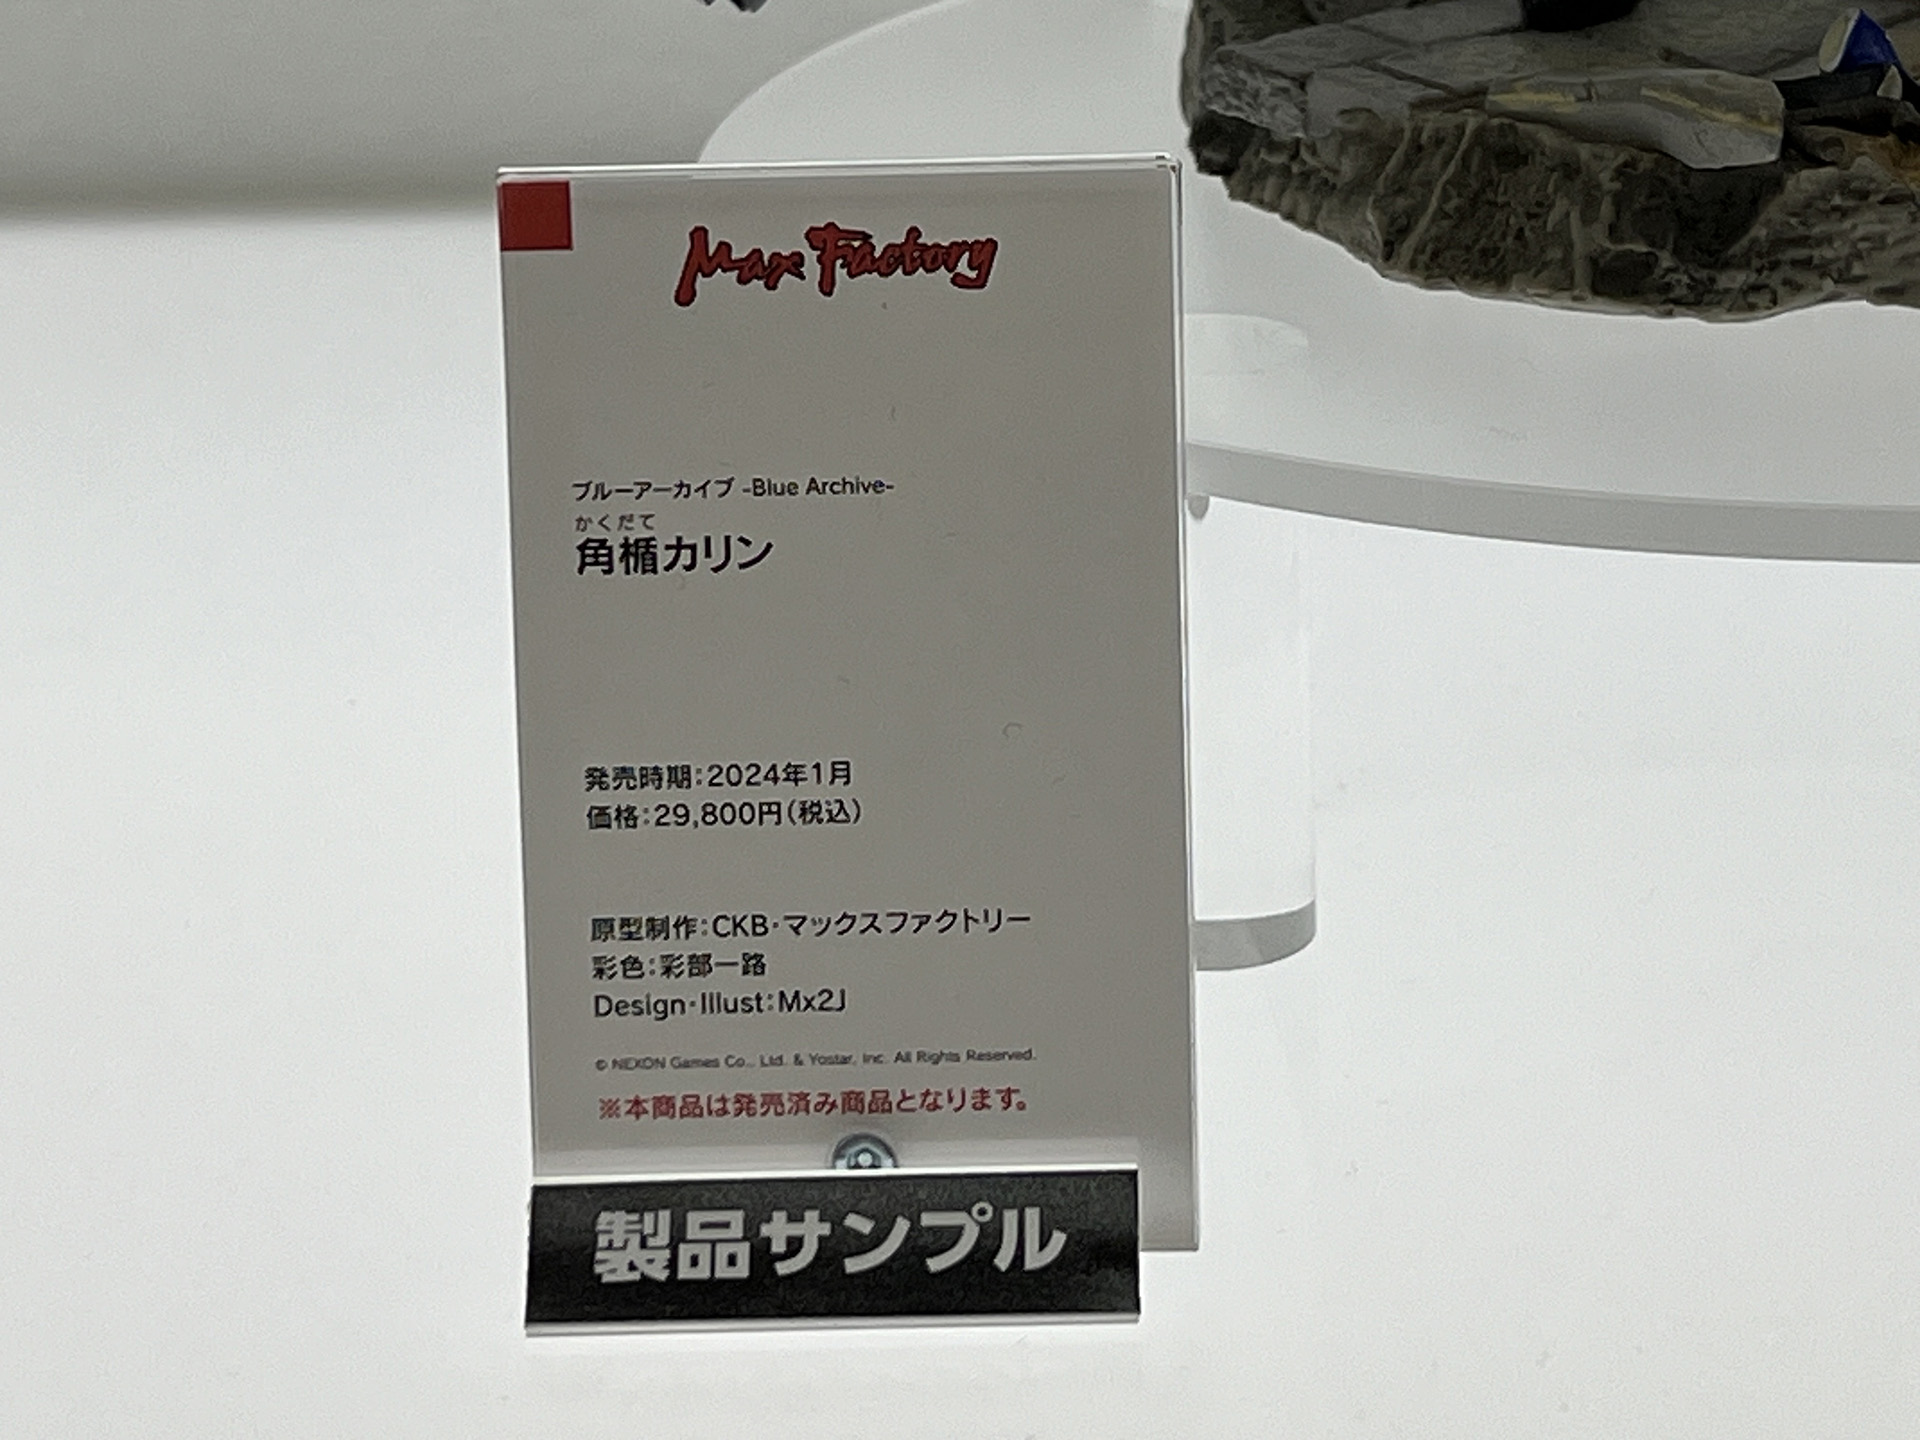 Max Factory
ブルーアーカイブ -Blue Archive-
かくだて
角楯カリン
発売時期：2024年1月
価格：29,800円（税込）
原型制作：CKB・マックスファクトリー
彩色：彩部一路
Design・Illust：Mx2J
© NEXON Games Co., Ltd. & Yostar, Inc. All Rights Reserved.
※本商品は発売済み商品となります。
製品サンプル